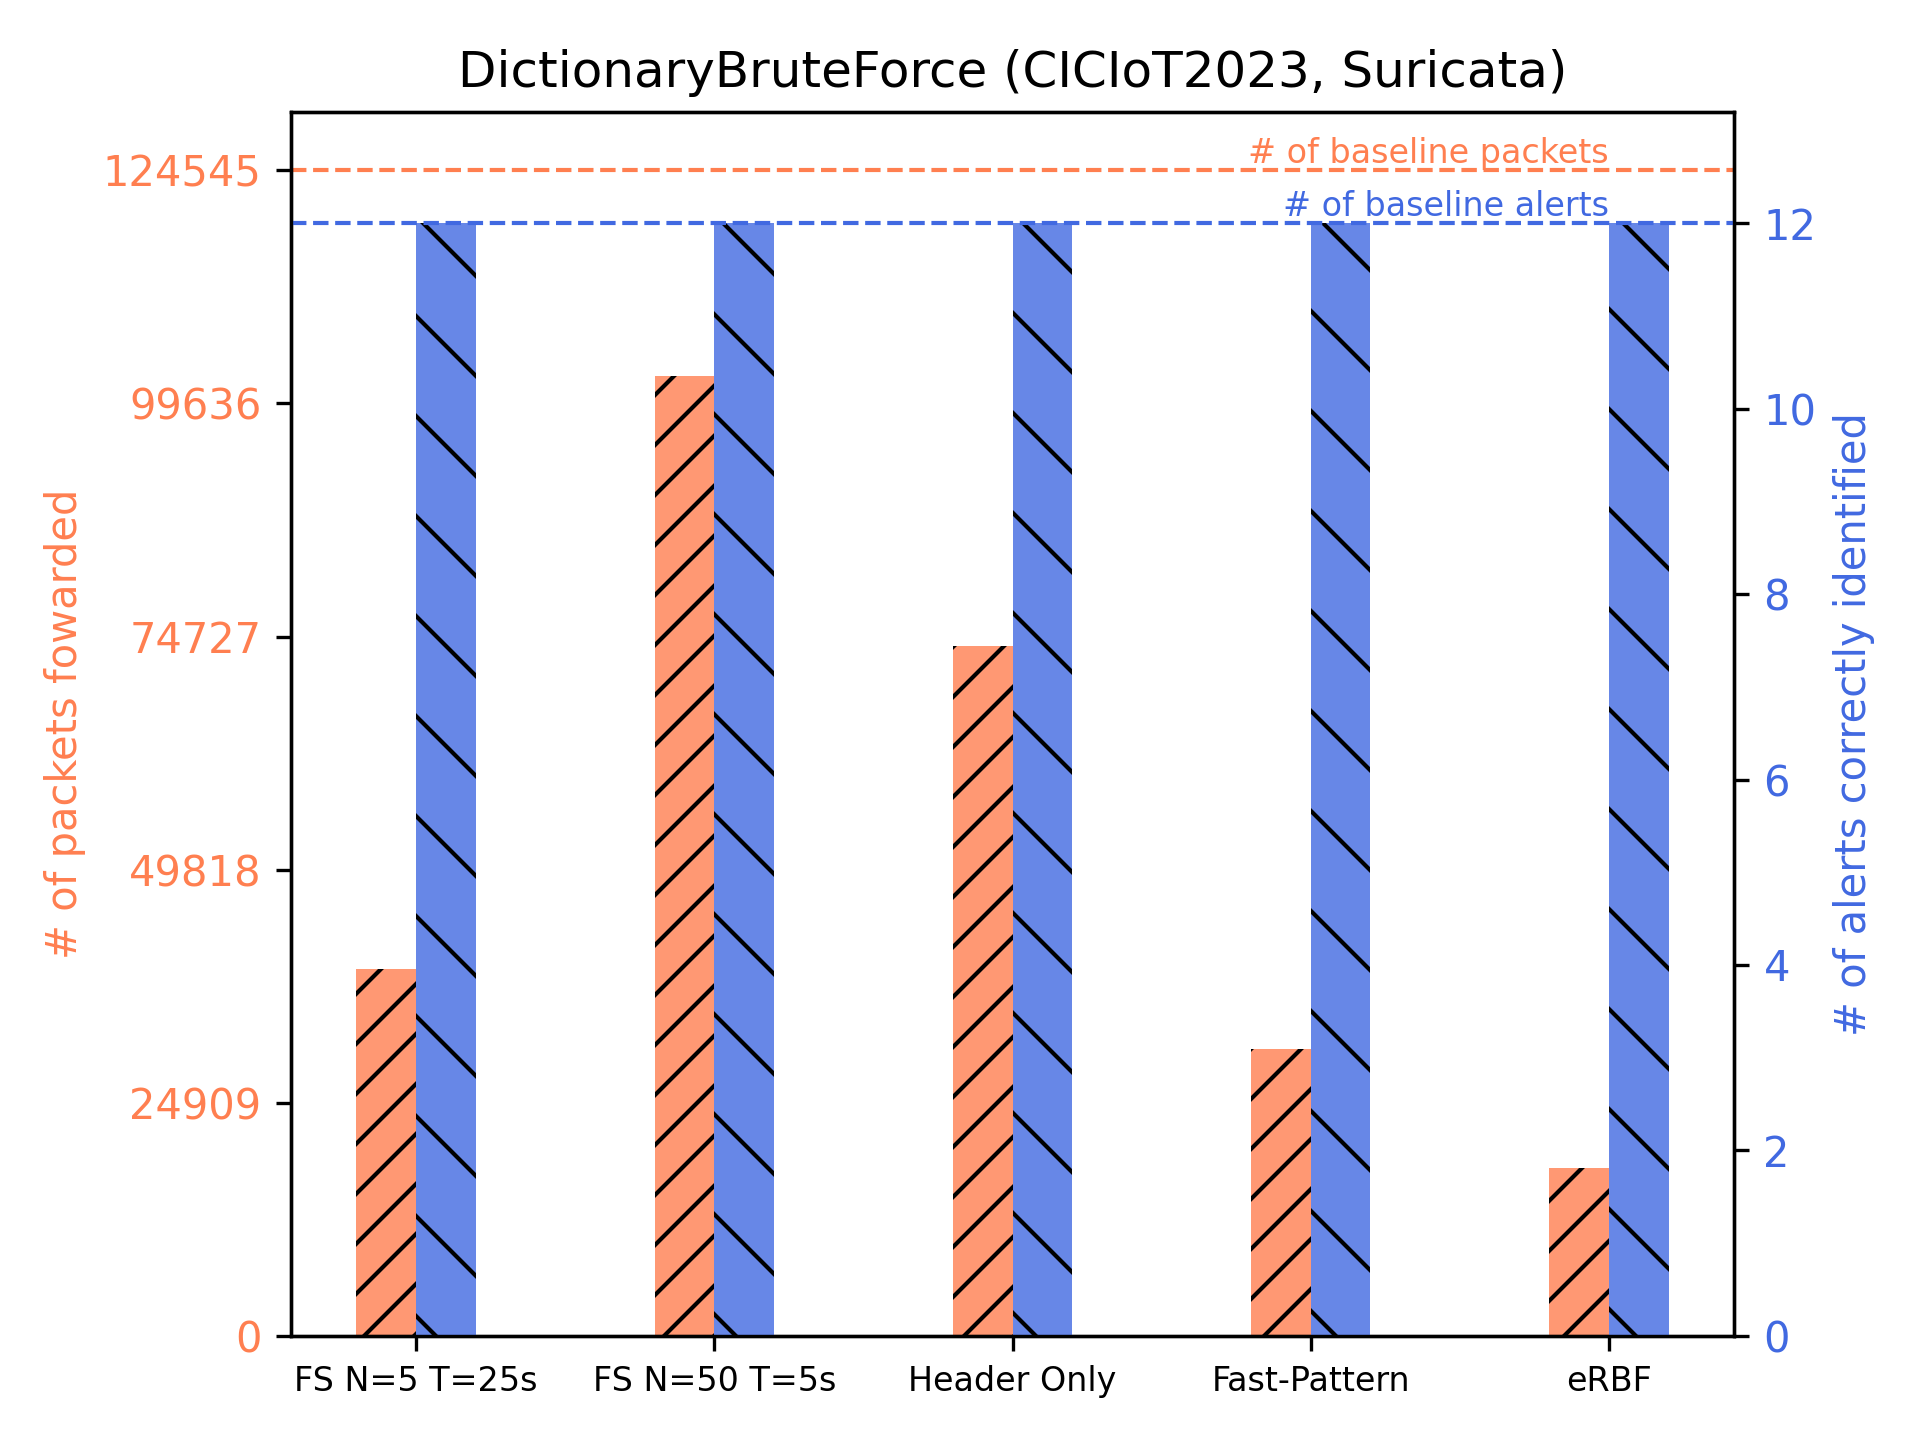 DictionaryBruteForce (CICIoT2023, Suricata)
# of baseline packets
# of baseline alerts
124545
99636
74727
49818
24909
0
# of packets fowarded
12
10
8
6
4
2
0
# of alerts correctly identified
FS N=5 T=25s
FS N=50 T=5s
Header Only
Fast-Pattern
eRBF